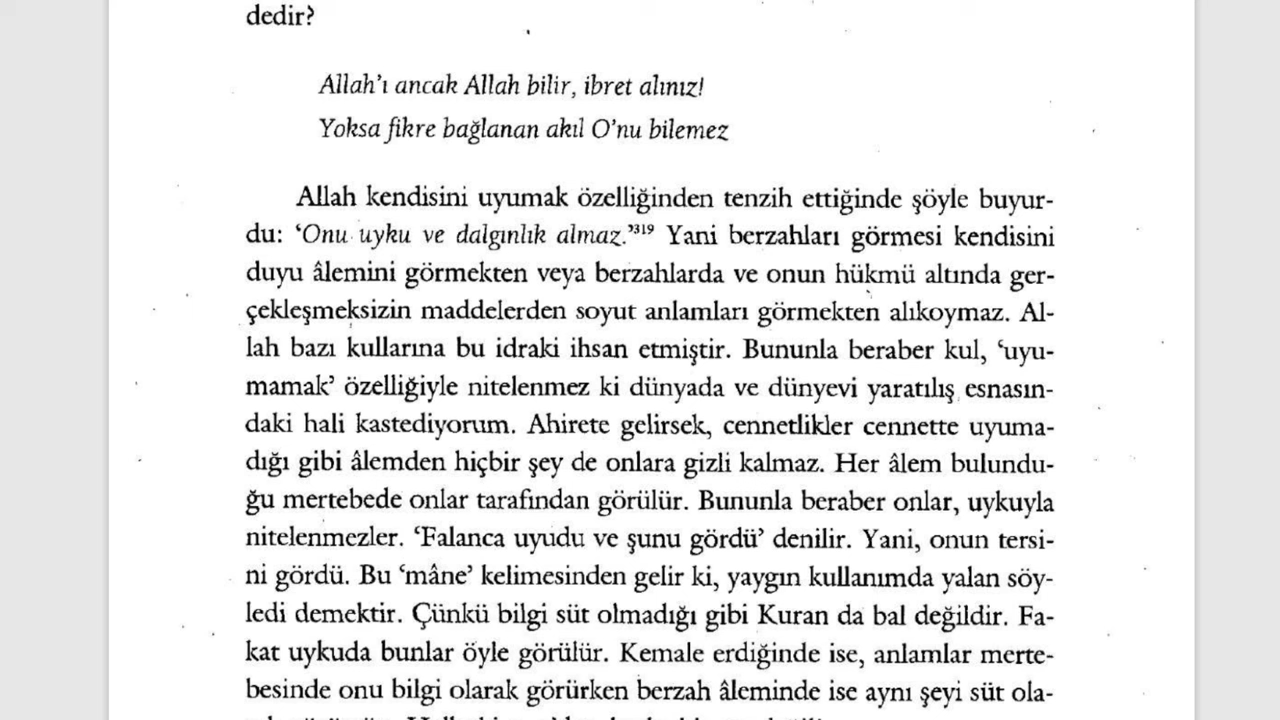 dedir?
Allah'ı ancak Allah bilir, ibret alınız!
Yoksa fikre bağlanan akıl O'nu bilemez
Allah kendisini uyumak özelliğinden tenzih ettiğinde şöyle buyur-
du: 'Onu uyku ve dalgınlık almaz.'319 Yani berzahları görmesi kendisini
duyu âlemini görmekten veya berzahlarda ve onun hükmü altında ger-
çekleşmeksizin maddelerden soyut anlamları görmekten alıkoymaz. Al-
lah bazı kullarına bu idraki ihsan etmiştir. Bununla beraber kul, 'uyu-
mamak' özelliğiyle nitelenmez ki dünyada ve dünyevi yaratılış esnasın-
daki hali kastediyorum. Ahirete gelirsek, cennetlikler cennette uyuma-
dığı gibi âlemden hiçbir şey de onlara gizli kalmaz. Her âlem bulundu-
ğu mertebede onlar tarafından görülür. Bununla beraber onlar, uykuyla
nitelenmezler. 'Falanca uyudu ve şunu gördü' denilir. Yani, onun tersi-
ni gördü. Bu 'mâne' kelimesinden gelir ki, yaygın kullanımda yalan söy-
ledi demektir. Çünkü bilgi süt olmadığı gibi Kuran da bal değildir. Fa-
kat uykuda bunlar öyle görülür. Kemale erdiğinde ise, anlamlar merte-
besinde onu bilgi olarak görürken berzah âleminde ise aynı şeyi süt ola-